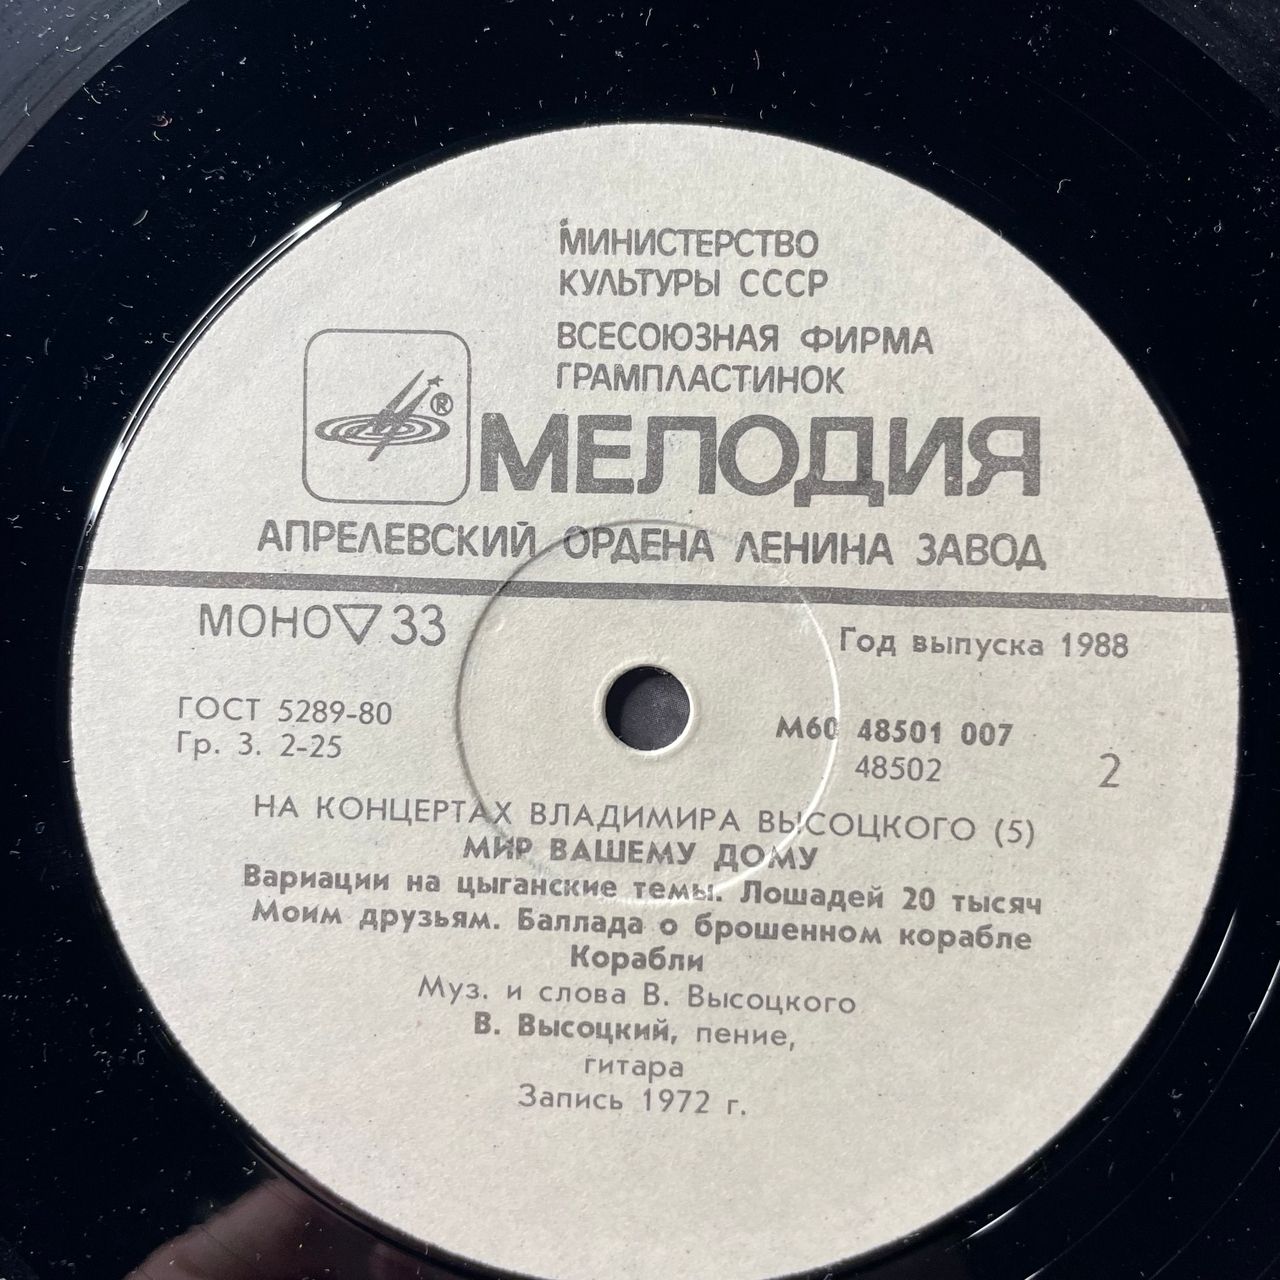 МИНИСТЕРСТВО
КУЛЬТУРЫ СССР
ВСЕСОЮЗНАЯ ФИРМА
ГРАМПЛАСТИНОК
®
МЕЛОДИЯ
АПРЕЛЕВСКИЙ ОРДЕНА ЛЕНИНА ЗАВОД
МОНО ▽ 33
Год выпуска 1988
ГОСТ 5289-80
Гр. 3. 2-25
М60 48501 007
48502
2
НА КОНЦЕРТАХ ВЛАДИМИРА ВЫСОЦКОГО (5)
МИР ВАШЕМУ ДОМУ
Вариации на цыганские темы. Лошадей 20 тысяч
Моим друзьям. Баллада о брошенном корабле
Корабли
Муз. и слова В. Высоцкого
В. Высоцкий, пение,
гитара
Запись 1972 г.